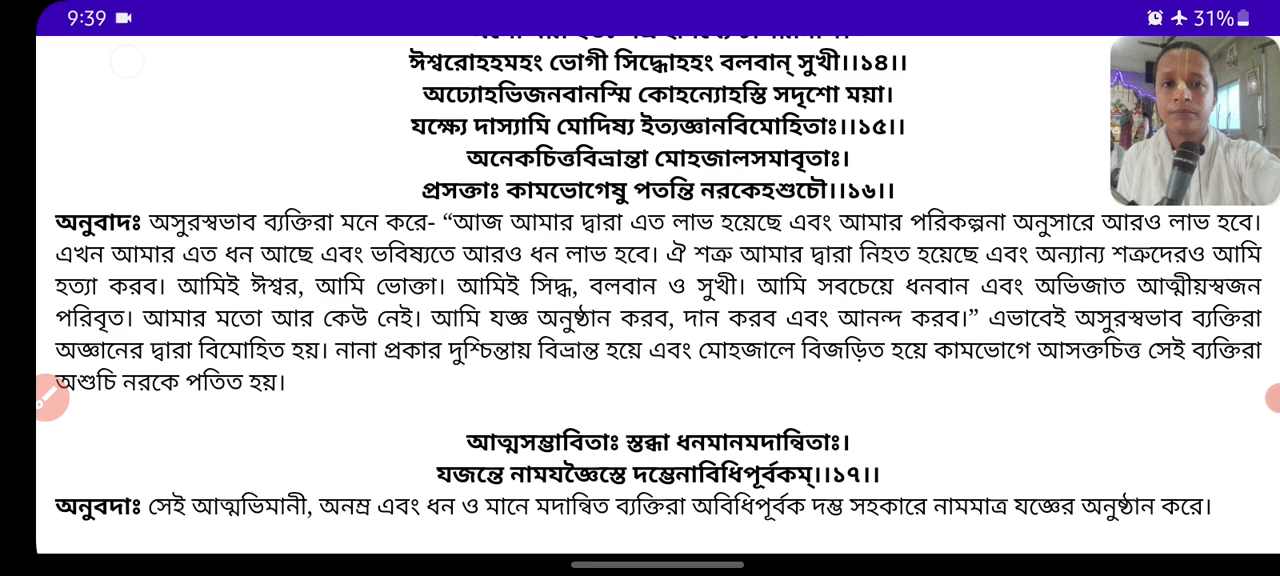 9:39
31%
ঈশ্বরোহহমহং ভোগী সিদ্ধোহহং বলবান্ সুখী।।১৪।।
অঢ্যোহভিজনবানস্মি কোহন্যোহস্তি সদৃশো ময়া।
যক্ষ্যে দাস্যামি মোদিষ্য ইত্যজ্ঞানবিমোহিতাঃ।।১৫।।
অনেকচিত্তবিভ্রান্তা মোহজালসমাবৃতাঃ।
প্রসক্তাঃ কামভোগেষু পতন্তি নরকেহশুচৌ।।১৬।।
অনুবাদঃ অসুরস্বভাব ব্যক্তিরা মনে করে- “আজ আমার দ্বারা এত লাভ হয়েছে এবং আমার পরিকল্পনা অনুসারে আরও লাভ হবে।
এখন আমার এত ধন আছে এবং ভবিষ্যতে আরও ধন লাভ হবে। ঐ শত্রু আমার দ্বারা নিহত হয়েছে এবং অন্যান্য শত্রুদেরও আমি
হত্যা করব। আমিই ঈশ্বর, আমি ভোক্তা। আমিই সিদ্ধ, বলবান ও সুখী। আমি সবচেয়ে ধনবান এবং অভিজাত আত্মীয়স্বজন
পরিবৃত। আমার মতো আর কেউ নেই। আমি যজ্ঞ অনুষ্ঠান করব, দান করব এবং আনন্দ করব।” এভাবেই অসুরস্বভাব ব্যক্তিরা
অজ্ঞানের দ্বারা বিমোহিত হয়। নানা প্রকার দুশ্চিন্তায় বিভ্রান্ত হয়ে এবং মোহজালে বিজড়িত হয়ে কামভোগে আসক্তচিত্ত সেই ব্যক্তিরা
অশুচি নরকে পতিত হয়।
আত্মসম্ভাবিতাঃ স্তব্ধা ধনমানমদান্বিতাঃ।
যজন্তে নামযজ্ঞৈস্তে দম্ভেনাবিধিপূর্বকম্।।১৭।।
অনুবদাঃ সেই আত্মভিমানী, অনম্র এবং ধন ও মানে মদান্বিত ব্যক্তিরা অবিধিপূর্বক দম্ভ সহকারে নামমাত্র যজ্ঞের অনুষ্ঠান করে।